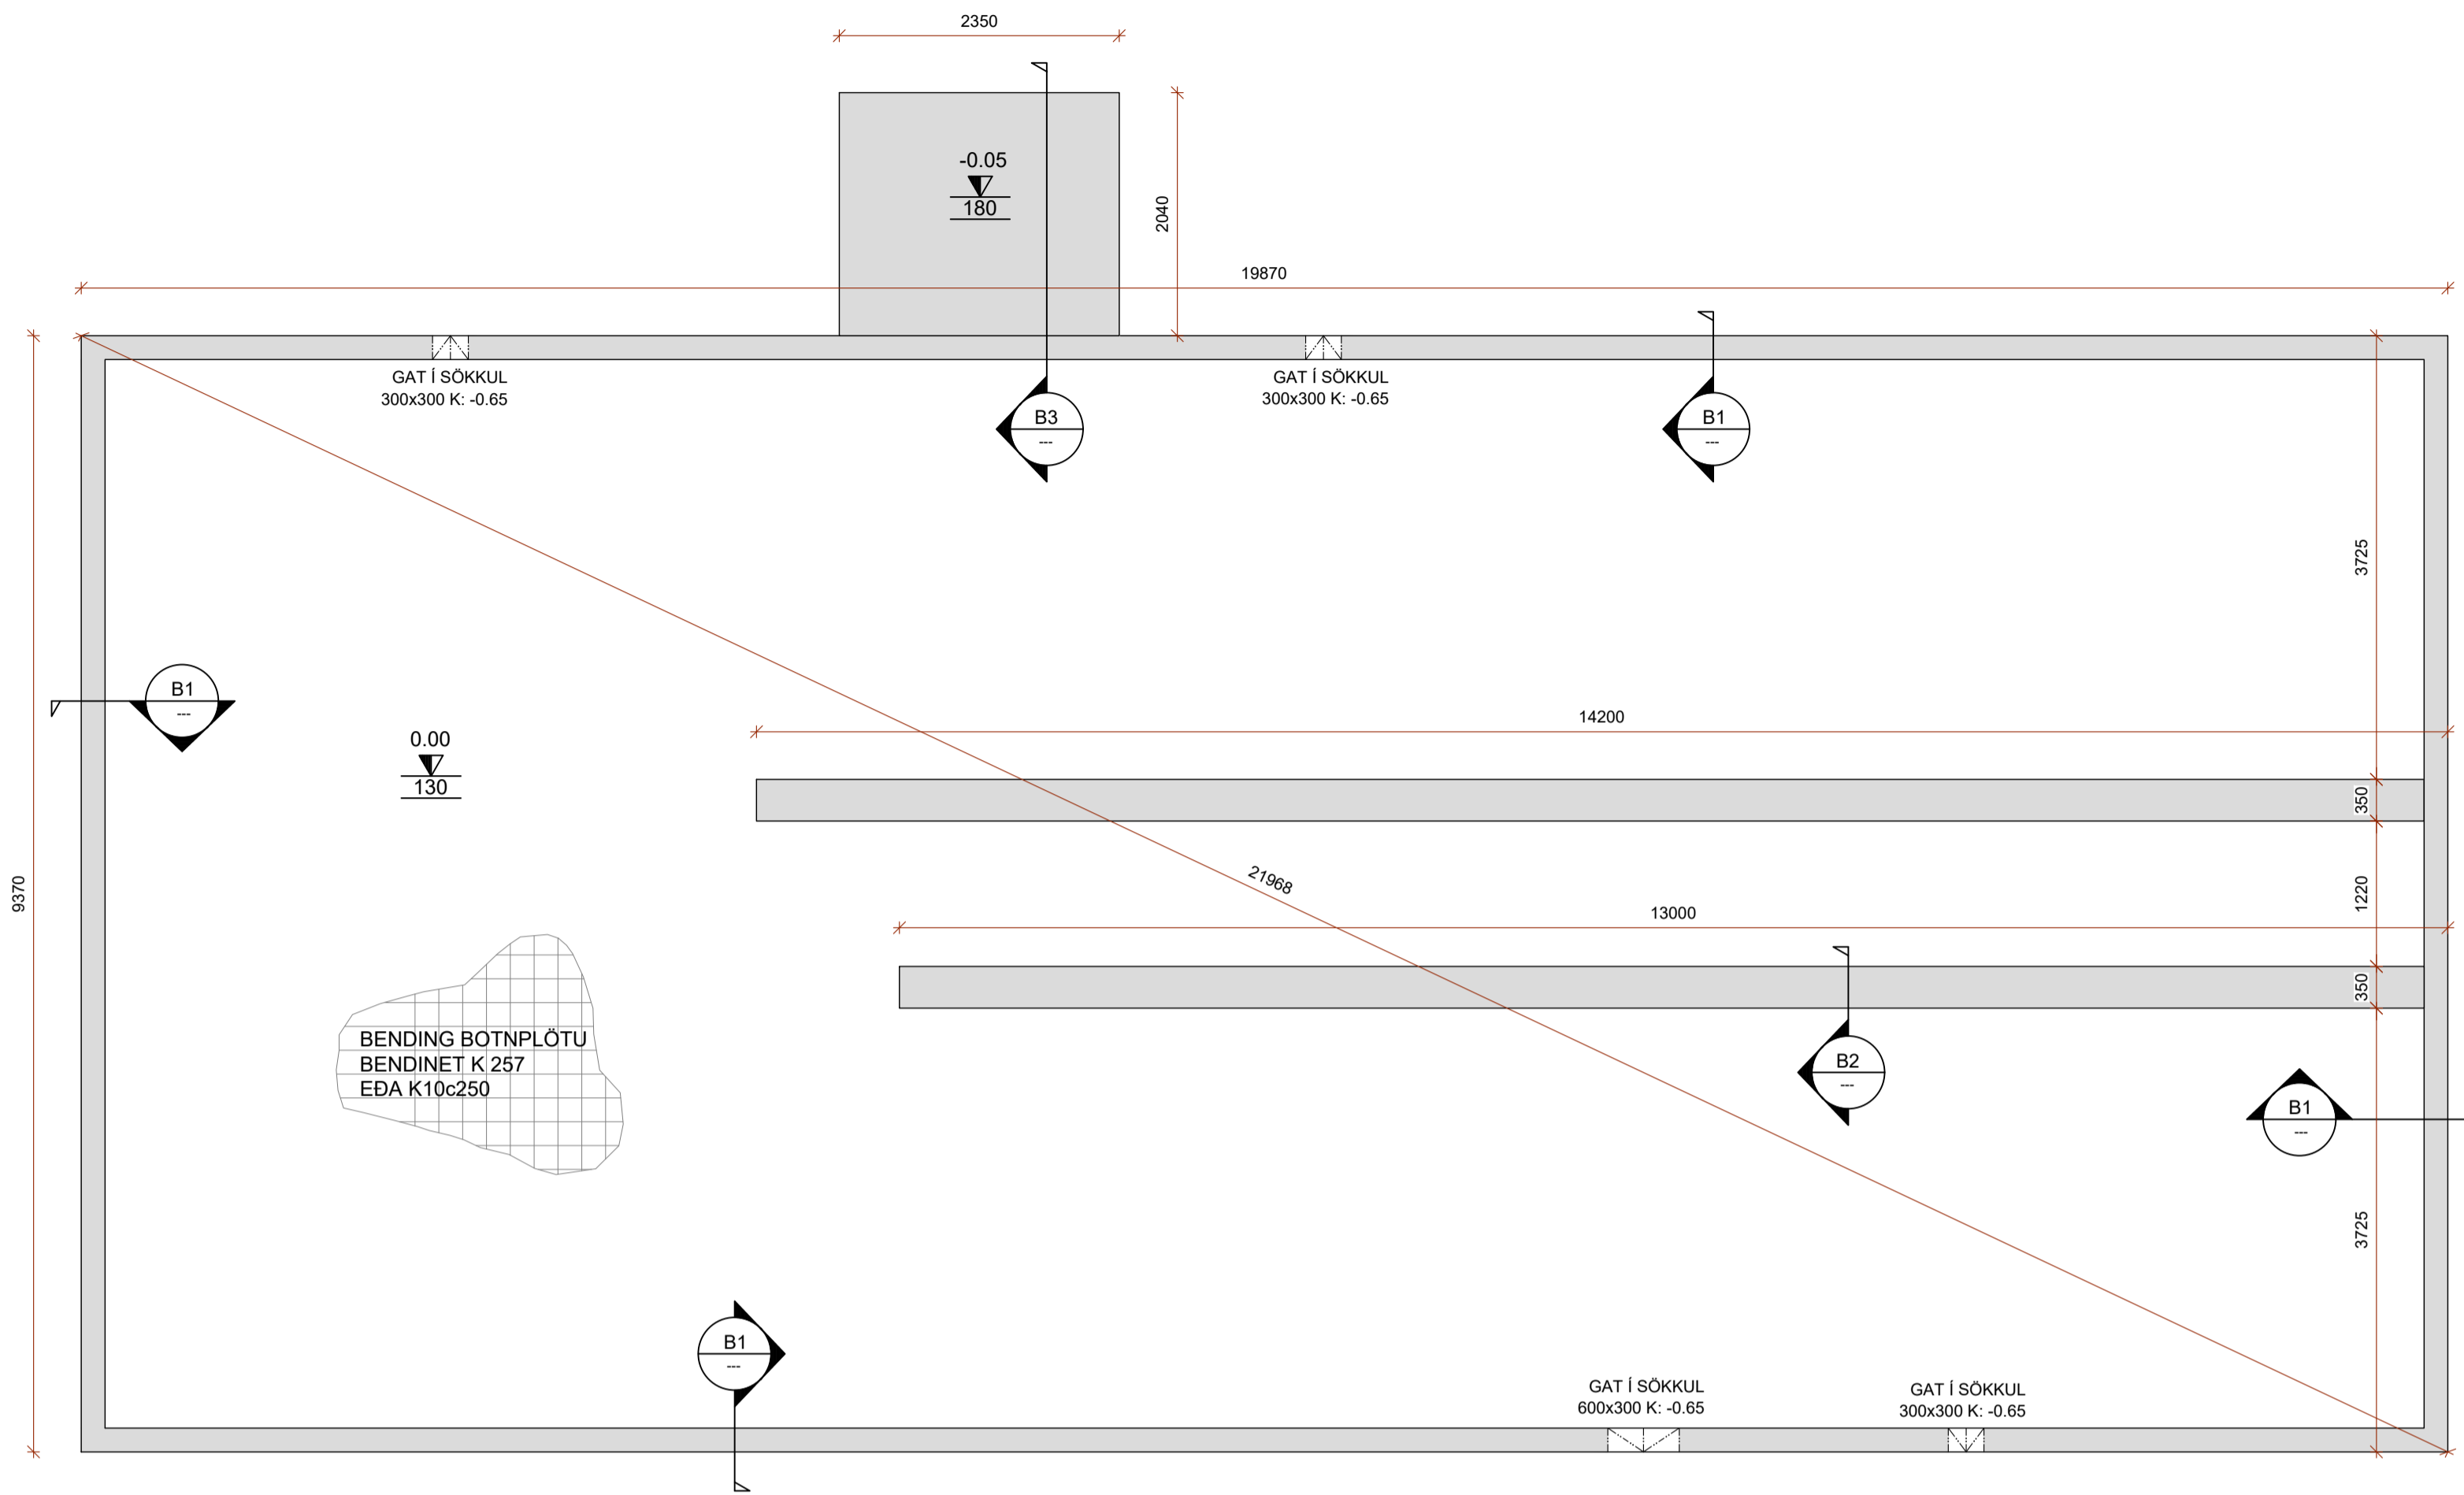 2350
-0.05
180
2040
19870
GAT Í SÖKKUL
300x300 K: -0.65
GAT Í SÖKKUL
300x300 K: -0.65
B3
---
B1
---
3725
B1
---
14200
0.00
130
350
9370
21968
1220
13000
350
BENDING BOTNPLÖTU
BENDINET K 257
EÐA K10c250
B2
---
B1
---
3725
B1
---
GAT Í SÖKKUL
600x300 K: -0.65
GAT Í SÖKKUL
300x300 K: -0.65